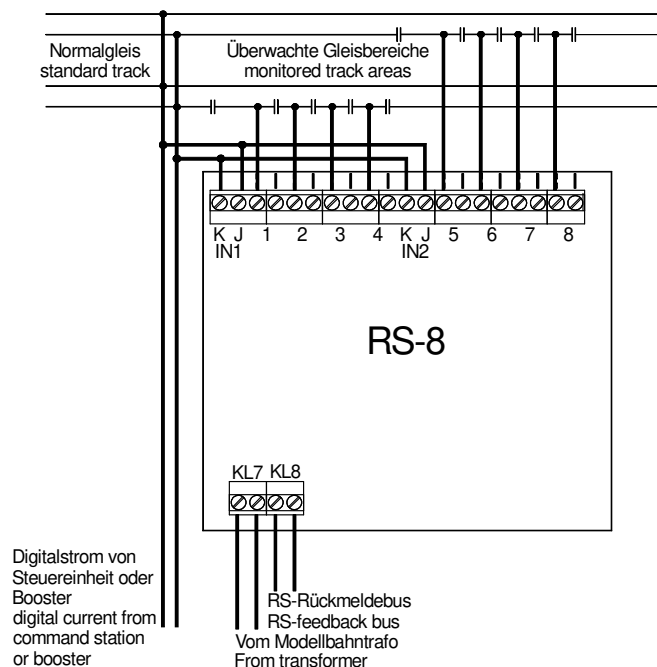 Normalgleis
standard track
Überwachte Gleisbereiche
monitored track areas
K J 1 2 3 4 K J 5 6 7 8
IN1 IN2
RS-8
KL7 KL8
Digitalstrom von
Steuereinheit oder
Booster
digital current from
command station
or booster
RS-Rückmeldebus
RS-feedback bus
Vom Modellbahntrafo
From transformer